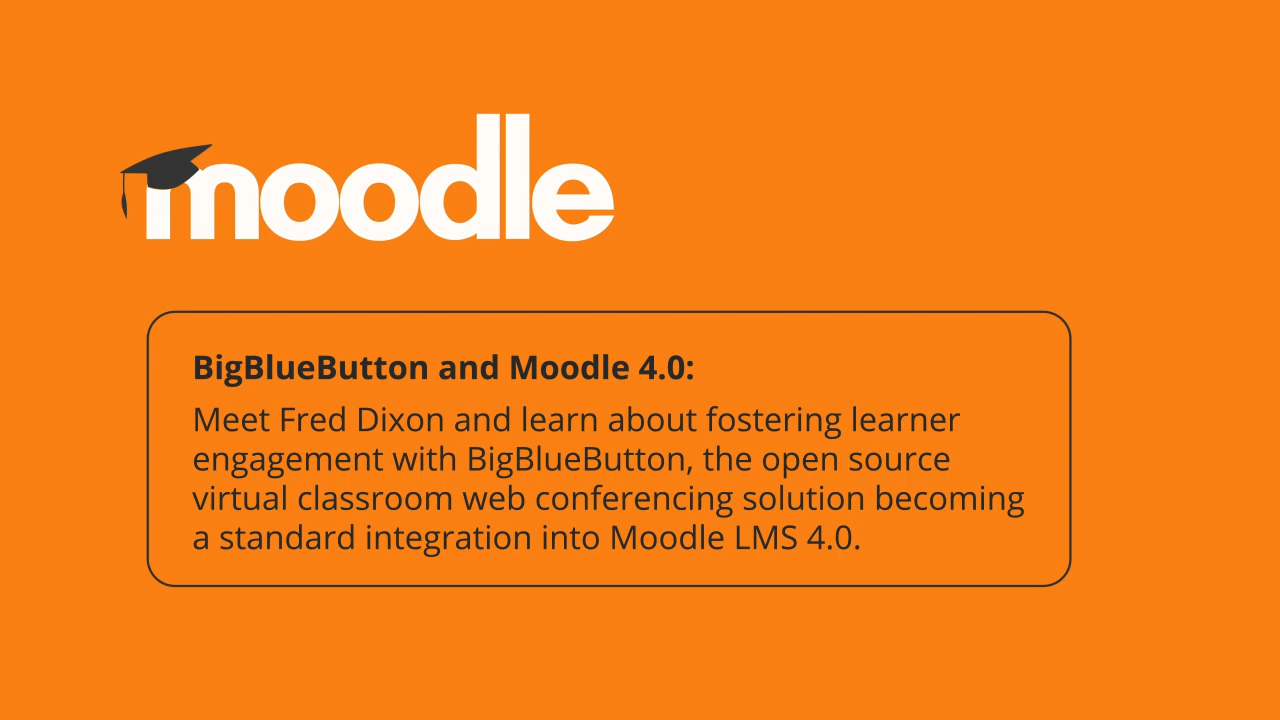 moodle
BigBlueButton and Moodle 4.0:
Meet Fred Dixon and learn about fostering learner
engagement with BigBlueButton, the open source
virtual classroom web conferencing solution becoming
a standard integration into Moodle LMS 4.0.